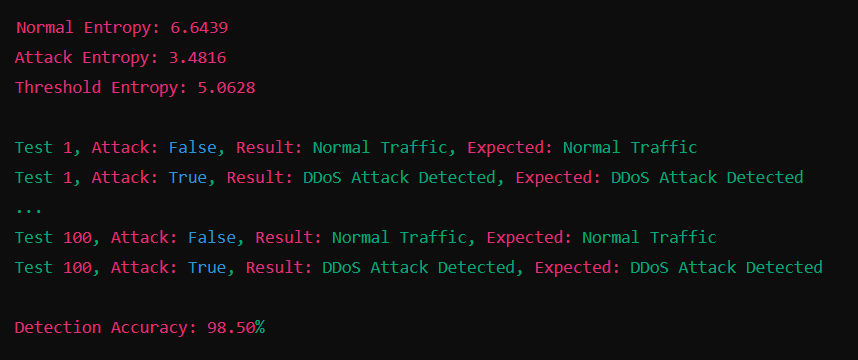 Normal Entropy: 6.6439
Attack Entropy: 3.4816
Threshold Entropy: 5.0628
Test 1, Attack: False, Result: Normal Traffic, Expected: Normal Traffic
Test 1, Attack: True, Result: DDoS Attack Detected, Expected: DDoS Attack Detected
...
Test 100, Attack: False, Result: Normal Traffic, Expected: Normal Traffic
Test 100, Attack: True, Result: DDoS Attack Detected, Expected: DDoS Attack Detected
Detection Accuracy: 98.50%